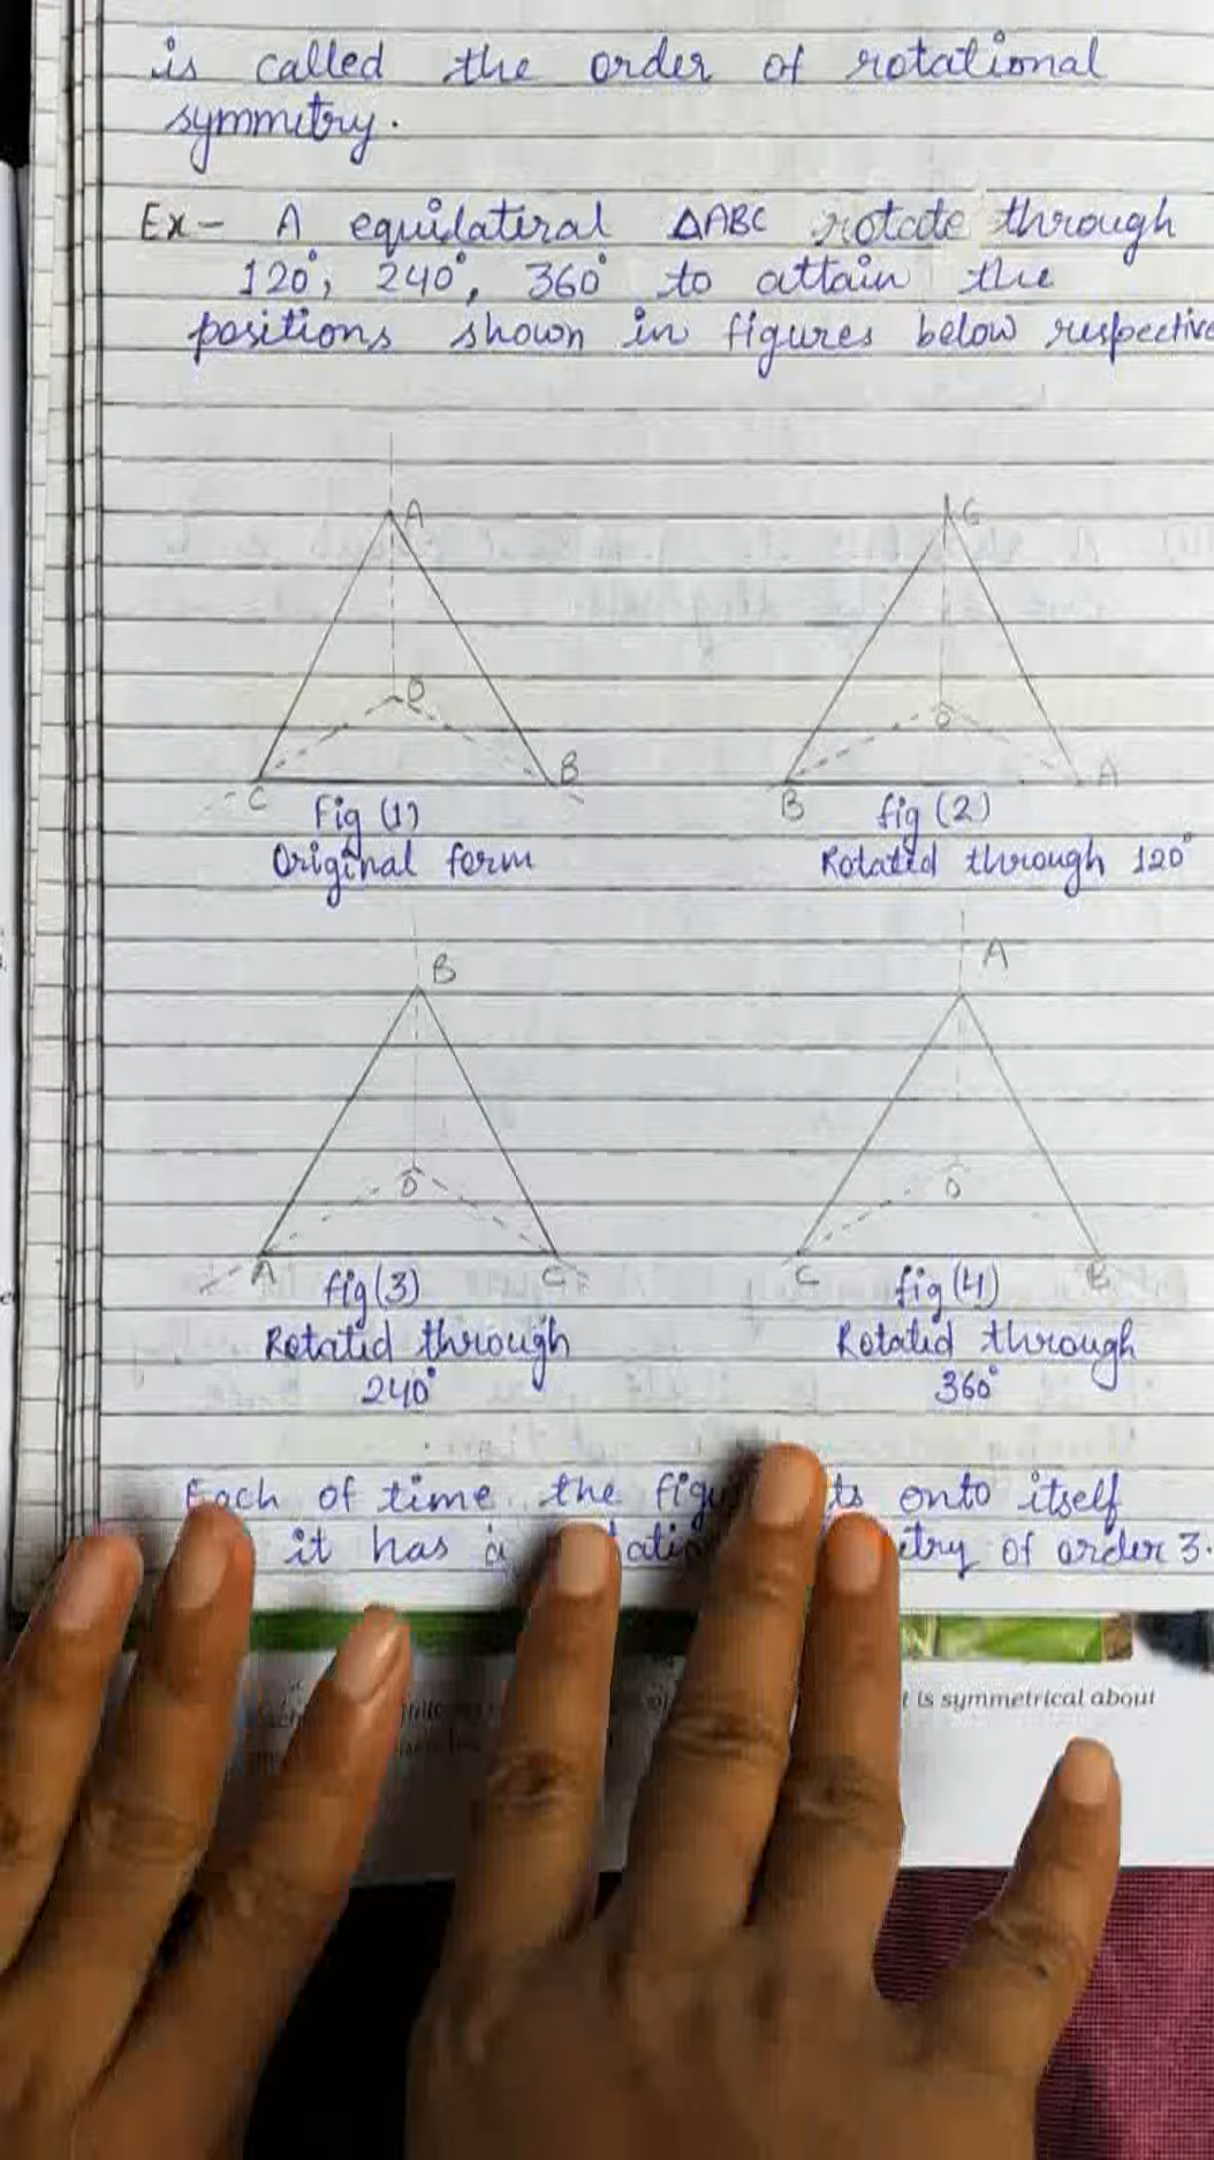 is called the order of rotational
symmetry.
Ex- A equilateral ΔABC rotate through
120°, 240°, 360° to attain the
positions shown in figures below respective
A
C
O
O
C
B
B
A
Fig (1)
fig (2)
Original form
Rotated through 120°
B
A
O
O
A
C
C
B
fig (3)
fig (4)
Rotated through
Rotated through
240°
360°
Each of time the onto itself
it has a of order 3.
is symmetrical about